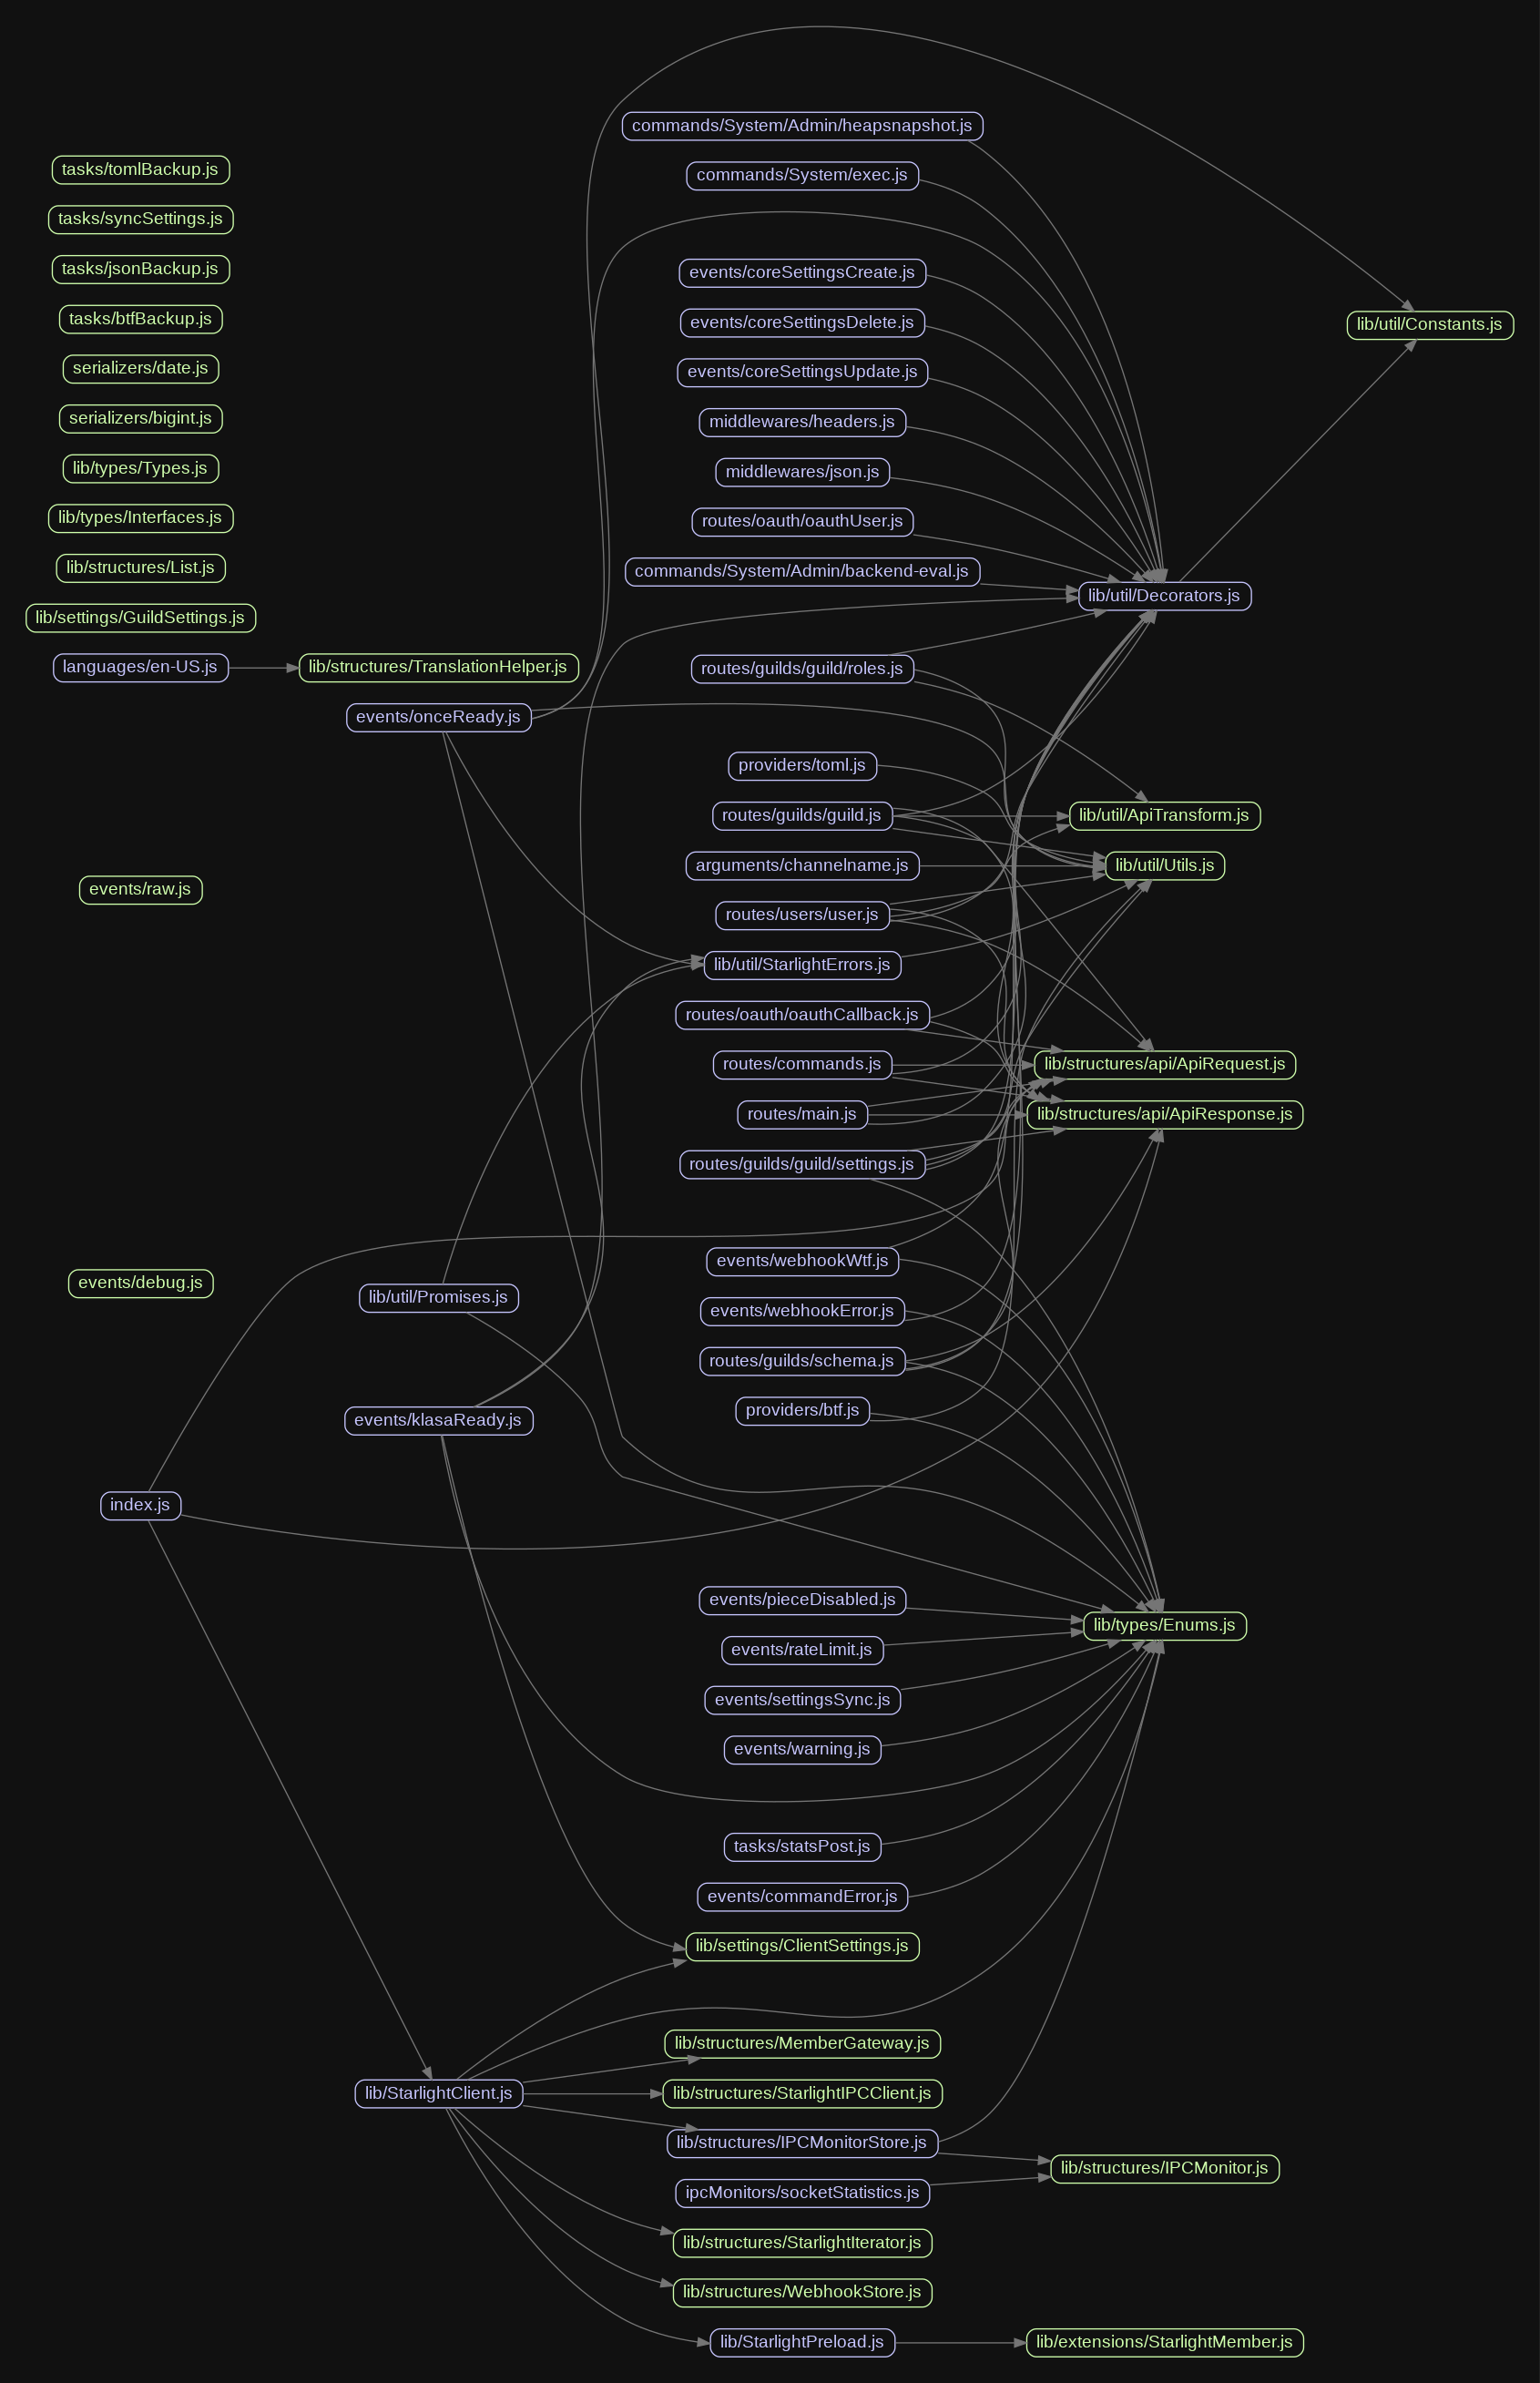 tasks/tomlBackup.js
tasks/syncSettings.js
tasks/jsonBackup.js
tasks/btfBackup.js
serializers/date.js
serializers/bigint.js
lib/types/Types.js
lib/types/Interfaces.js
lib/structures/List.js
lib/settings/GuildSettings.js
languages/en-US.js
events/raw.js
events/debug.js
index.js
lib/structures/TranslationHelper.js
events/onceReady.js
lib/util/Promises.js
events/klasaReady.js
lib/StarlightClient.js
commands/System/Admin/heapsnapshot.js
commands/System/exec.js
events/coreSettingsCreate.js
events/coreSettingsDelete.js
events/coreSettingsUpdate.js
middlewares/headers.js
middlewares/json.js
routes/oauth/oauthUser.js
commands/System/Admin/backend-eval.js
routes/guilds/guild/roles.js
providers/toml.js
routes/guilds/guild.js
arguments/channelname.js
routes/users/user.js
lib/util/StarlightErrors.js
routes/oauth/oauthCallback.js
routes/commands.js
routes/main.js
routes/guilds/guild/settings.js
events/webhookWtf.js
events/webhookError.js
routes/guilds/schema.js
providers/btf.js
events/pieceDisabled.js
events/rateLimit.js
events/settingsSync.js
events/warning.js
tasks/statsPost.js
events/commandError.js
lib/settings/ClientSettings.js
lib/structures/MemberGateway.js
lib/structures/StarlightIPCClient.js
lib/structures/IPCMonitorStore.js
ipcMonitors/socketStatistics.js
lib/structures/StarlightIterator.js
lib/structures/WebhookStore.js
lib/StarlightPreload.js
lib/util/Decorators.js
lib/util/ApiTransform.js
lib/util/Utils.js
lib/structures/api/ApiRequest.js
lib/structures/api/ApiResponse.js
lib/types/Enums.js
lib/structures/IPCMonitor.js
lib/extensions/StarlightMember.js
lib/util/Constants.js